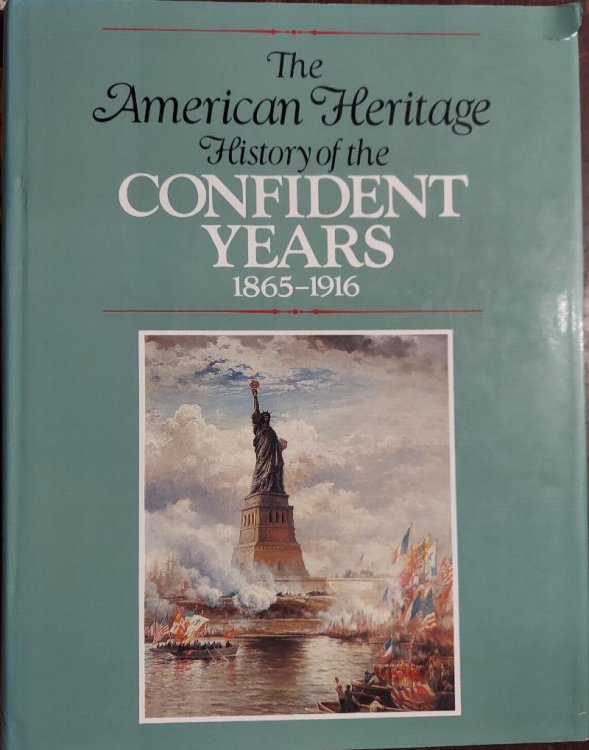 The
American Heritage
History of the
CONFIDENT
YEARS
1865–1916